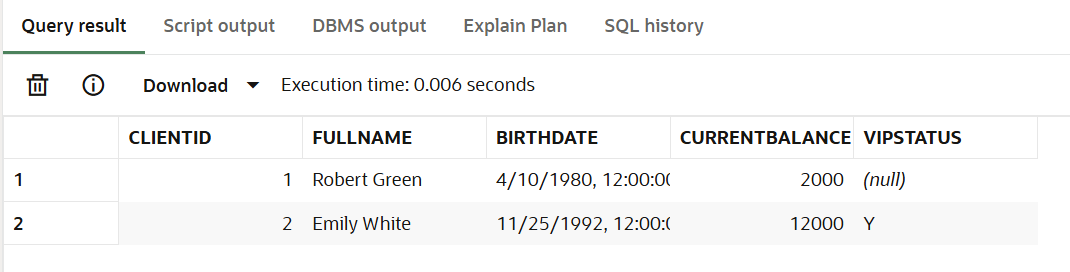 Query result Script output DBMS output Explain Plan SQL history
Download Execution time: 0.006 seconds
CLIENTID FULLNAME BIRTHDATE CURRENTBALANCE VIPSTATUS
1 1 Robert Green 4/10/1980, 12:00:00 2000 (null)
2 2 Emily White 11/25/1992, 12:00:0 12000 Y